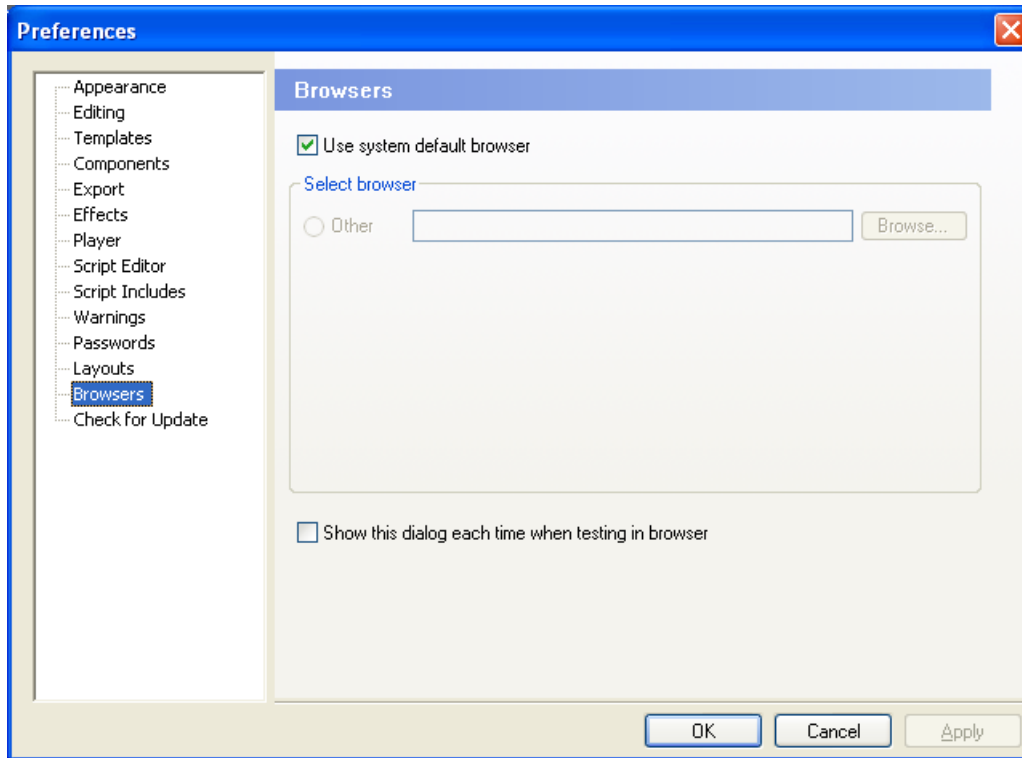 Preferences
Appearance
Editing
Templates
Components
Export
Effects
Player
Script Editor
Script Includes
Warnings
Passwords
Layouts
Browsers
Check for Update
Browsers
Use system default browser
Select browser
Other
Browse...
Show this dialog each time when testing in browser
OK
Cancel
Apply